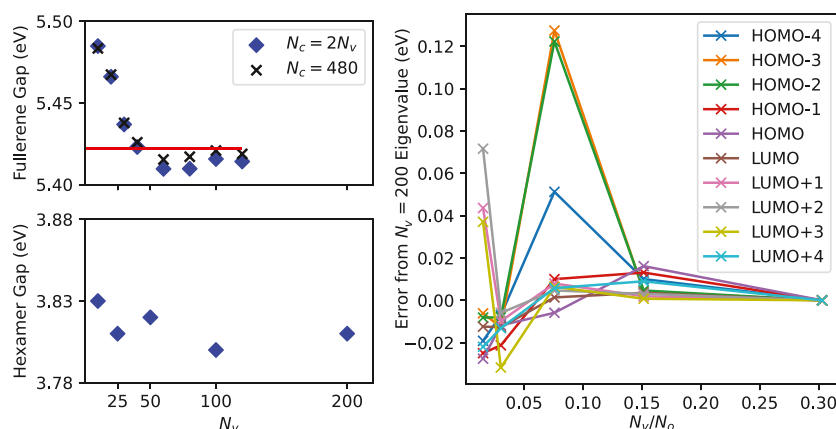 5.50
5.45
5.40
Fullerene Gap (eV)
N_c = 2N_v
N_c = 480
3.88
3.83
3.78
Hexamer Gap (eV)
25 50 100 200
N_v
0.12
0.10
0.08
0.06
0.04
0.02
0.00
−0.02
Error from N_v = 200 Eigenvalue (eV)
HOMO-4
HOMO-3
HOMO-2
HOMO-1
HOMO
LUMO
LUMO+1
LUMO+2
LUMO+3
LUMO+4
0.05 0.10 0.15 0.20 0.25 0.30
N_v/N_o